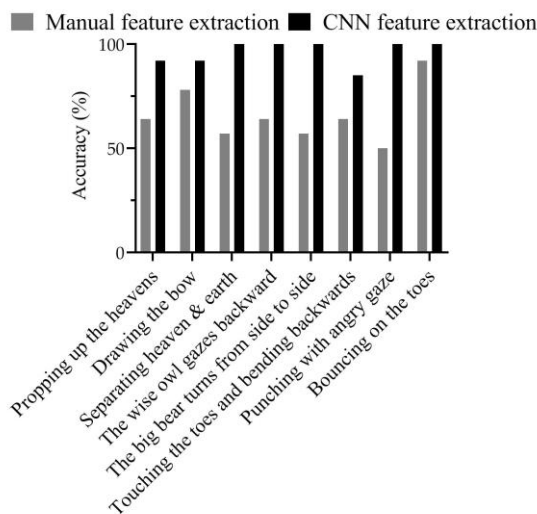 Manual feature extraction CNN feature extraction
100
50
0
Accuracy (%)
Propping up the heavens
Drawing the bow
Separating heaven & earth
The wise owl gazes backward
The big bear turns from side to side
Touching the toes and bending backwards
Punching with angry gaze
Bouncing on the toes